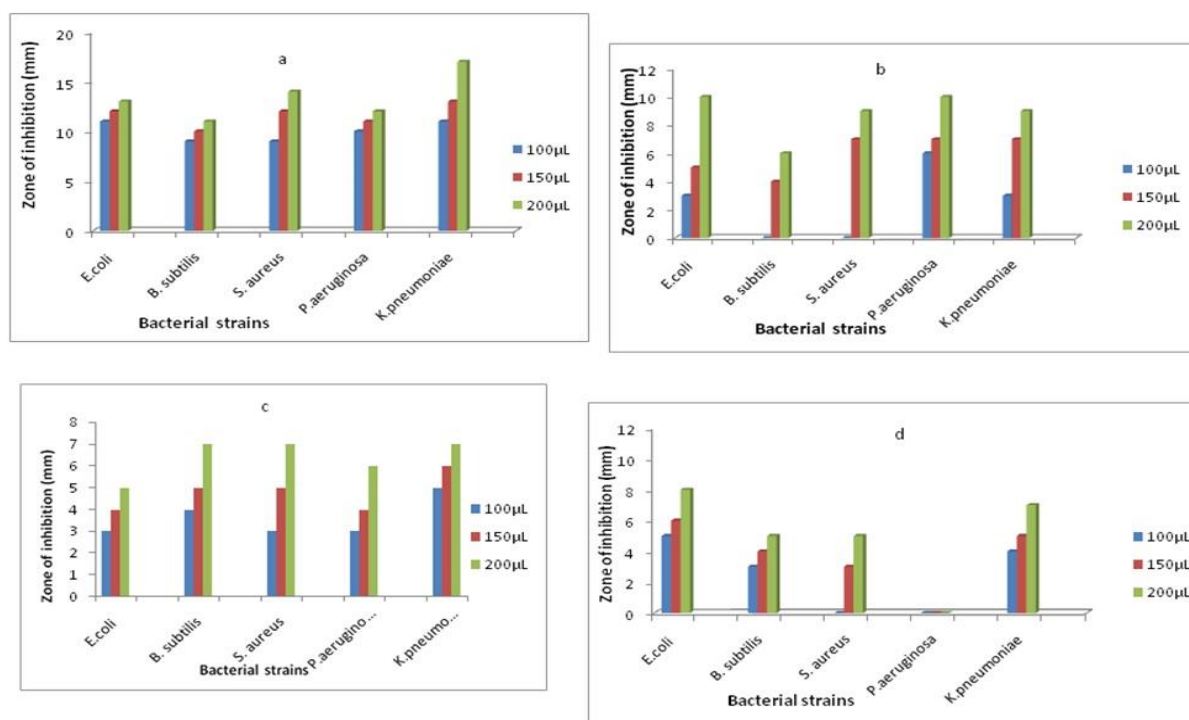 a
Zone of inhibition (mm)
20
15
10
5
0
E.coli
B. subtilis
S. aureus
P.aeruginosa
K.pneumoniae
Bacterial strains
100µL
150µL
200µL
b
Zone of inhibition (mm)
12
10
8
6
4
2
0
E.coli
B. subtilis
S. aureus
P.aeruginosa
K.pneumoniae
Bacterial strains
100µL
150µL
200µL
c
Zone of inhibition (mm)
8
7
6
5
4
3
2
1
0
E.coli
B. subtilis
S. aureus
P.aerugino...
K.pneumo...
Bacterial strains
100µL
150µL
200µL
d
Zone of inhibition (mm)
12
10
8
6
4
2
0
E.coli
B. subtilis
S. aureus
P.aeruginosa
K.pneumoniae
Bacterial strains
100µL
150µL
200µL